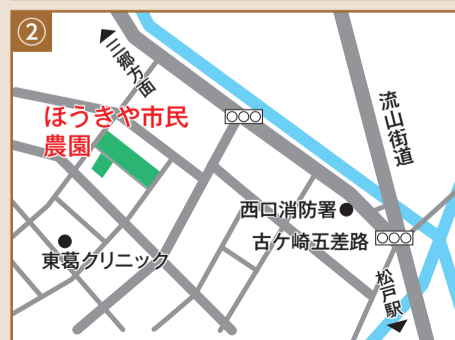 ②
三郷方面
ほうきや市民
農園
流山街道
西口消防署
古ケ崎五差路
東葛クリニック
松戸駅